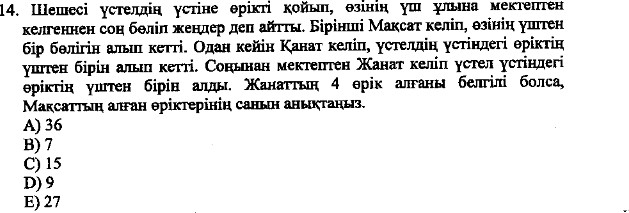 14. Шешесі үстелдің үстіне өрікті қойып, өзінің үш ұлына мектептен
келгеннен соң бөліп жеңдер деп айтты. Бірінші Мақсат келіп, өзінің үштен
бір бөлігін алып кетті. Одан кейін Қанат келіп, үстелдің үстіндегі өріктің
үштен бірін алып кетті. Соңынан мектептен Жанат келіп үстел үстіндегі
өріктің үштен бірін алды. Жанаттың 4 өрік алғаны белгілі болса,
Мақсаттың алған өріктерінің санын анықтаңыз.
A) 36
B) 7
C) 15
D) 9
E) 27